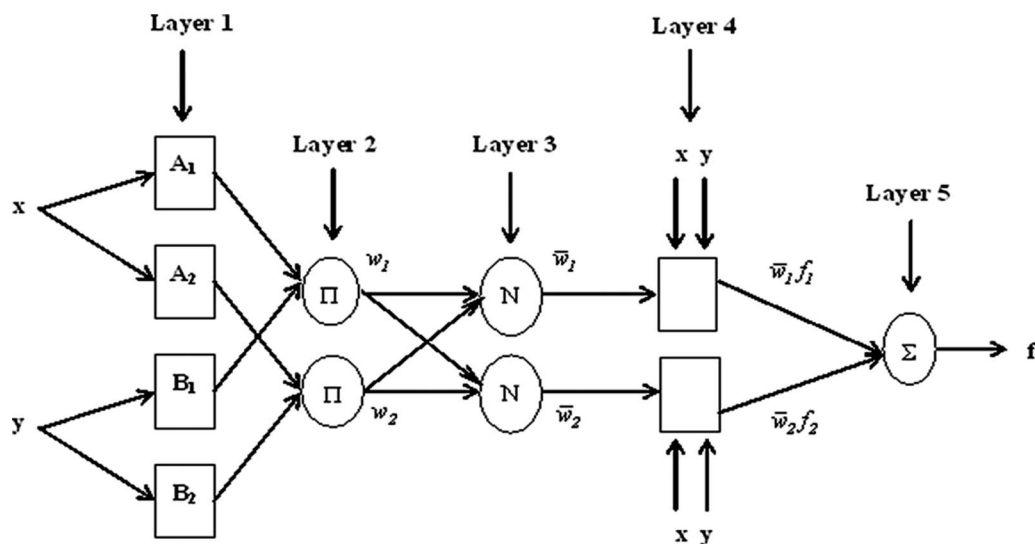 Layer 1
Layer 4
Layer 2
Layer 3
x y
Layer 5
A₁
x
A₂
w₁
w̅₁
w̅₁f₁
Π
N
Σ
f
B₁
Π
N
y
w₂
w̅₂
w̅₂f₂
B₂
x y